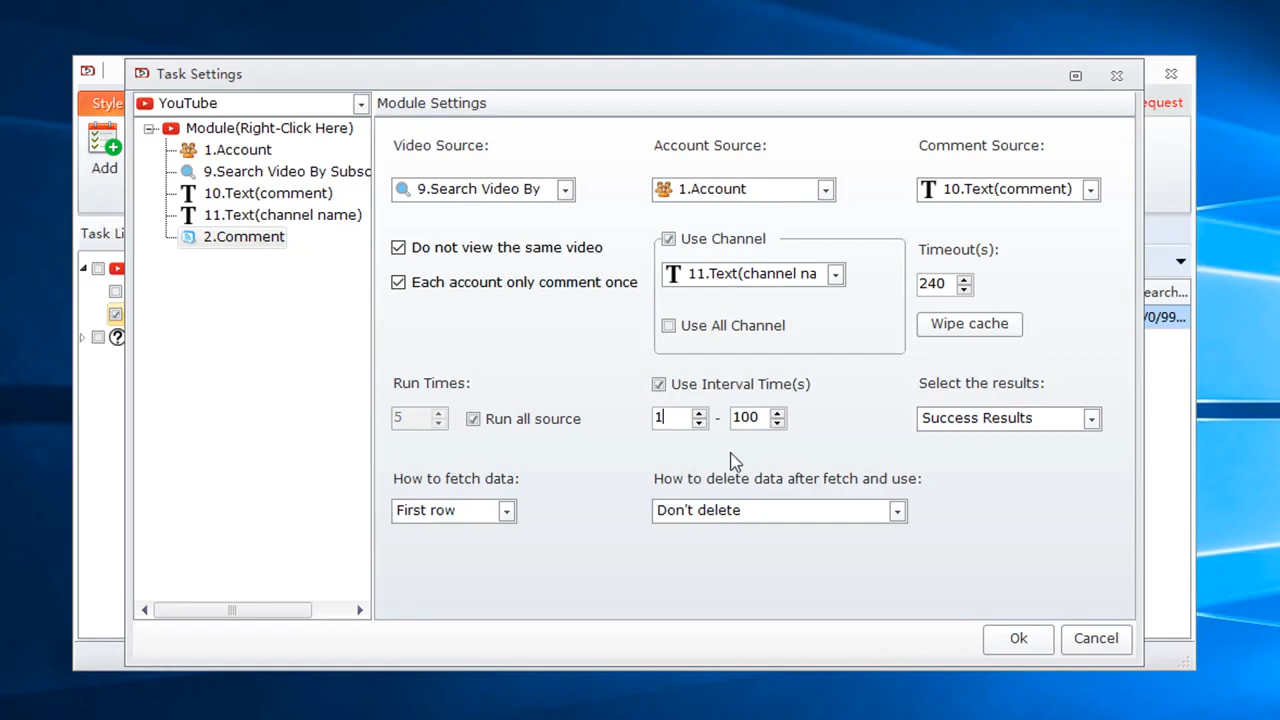 Task Settings
Style
Add
Task Li
YouTube
Module(Right-Click Here)
1.Account
9.Search Video By Subsc
10.Text(comment)
11.Text(channel name)
2.Comment
Module Settings
Video Source:
Account Source:
Comment Source:
9.Search Video By
1.Account
10.Text(comment)
Do not view the same video
Each account only comment once
Use Channel
11.Text(channel na
Use All Channel
Timeout(s):
240
Wipe cache
Run Times:
5
Run all source
Use Interval Time(s)
1 - 100
Select the results:
Success Results
How to fetch data:
First row
How to delete data after fetch and use:
Don't delete
Ok
Cancel
equest
earch...
/0/99...